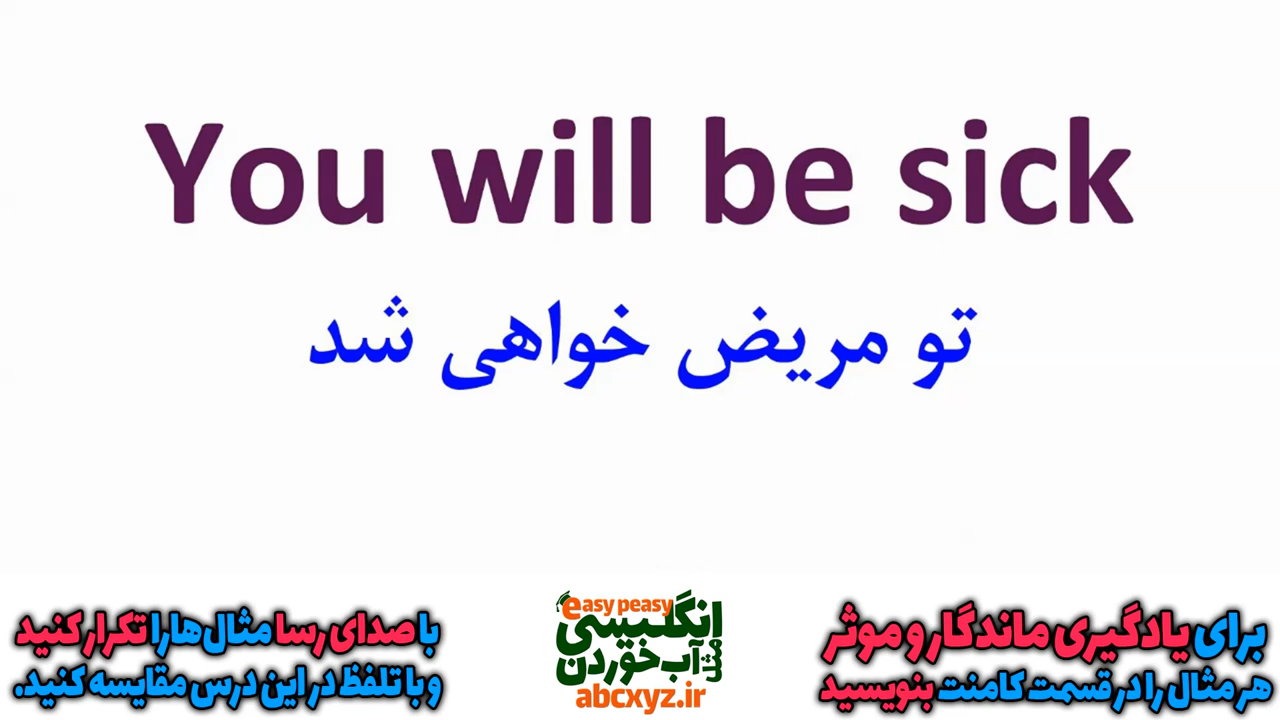 You will be sick
تو مریض خواهی شد
برای یادگیری ماندگار و موثر
هر مثال را در قسمت کامنت بنویسید
easy peasy
انگلیسی
مثل آب خوردن
abcxyz.ir
با صدای رسا مثال‌ها را تکرار کنید
و با تلفظ در این درس مقایسه کنید.